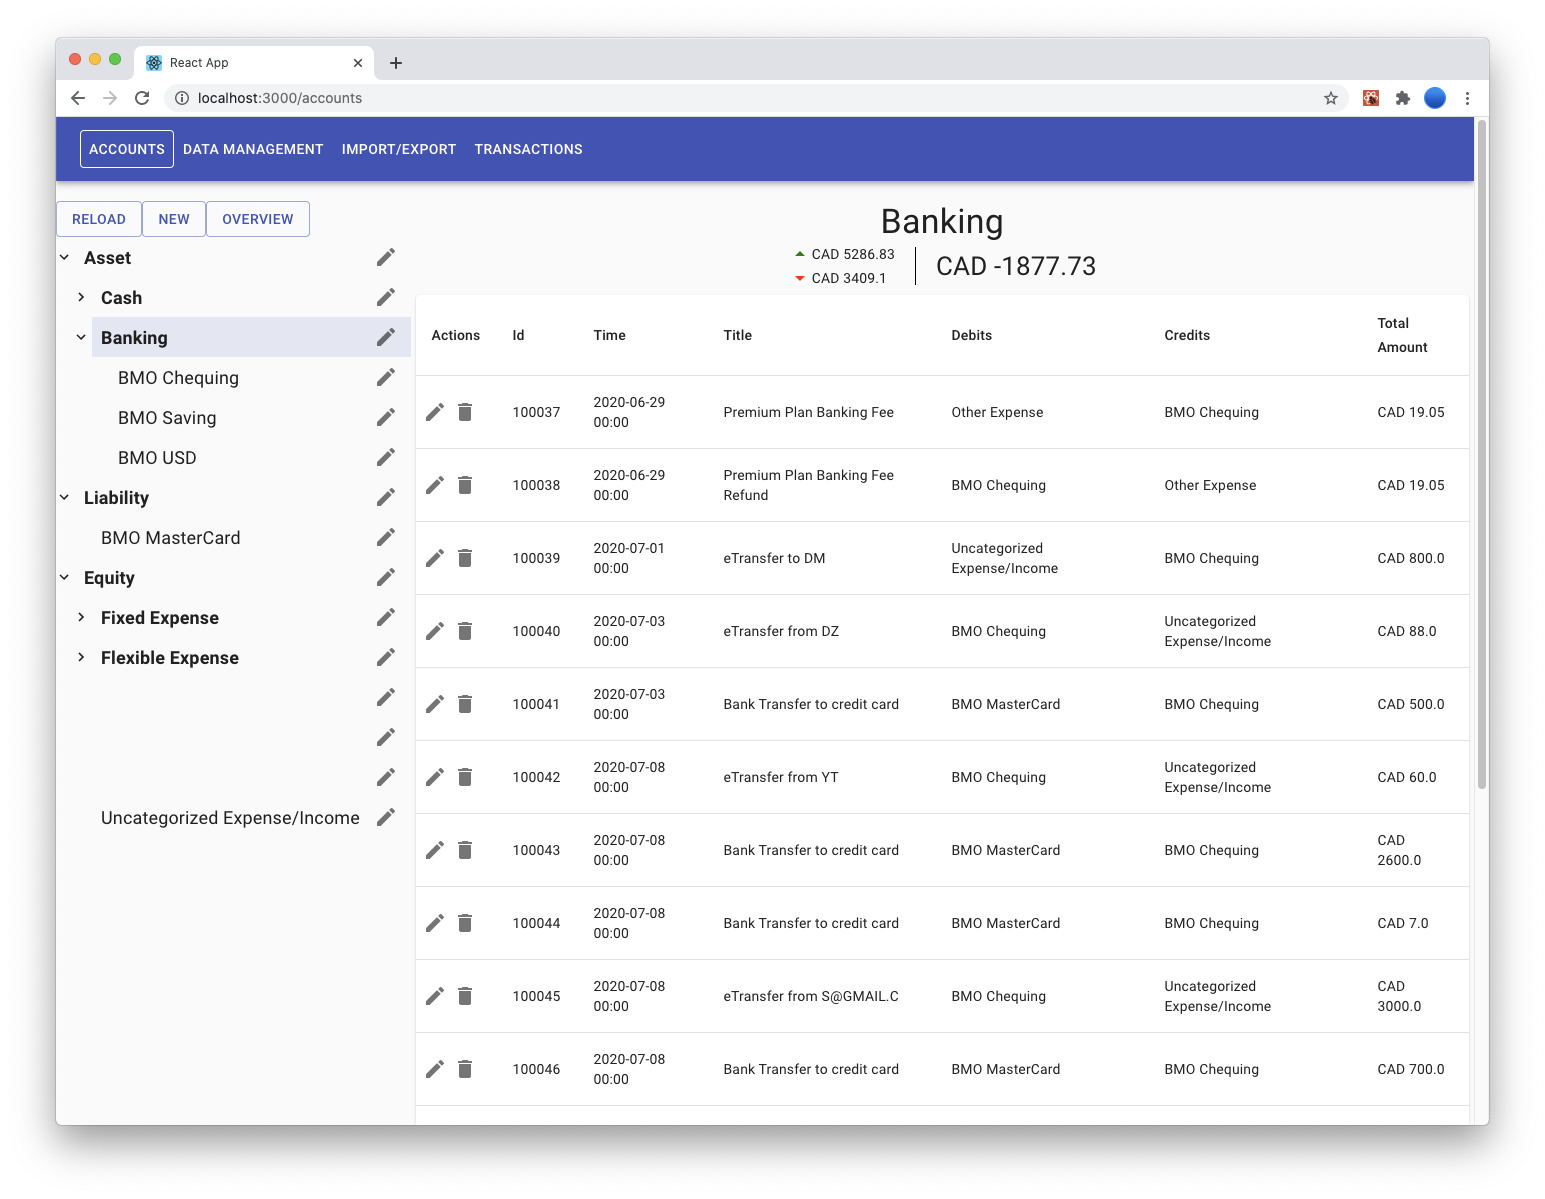 React App
localhost:3000/accounts
ACCOUNTS DATA MANAGEMENT IMPORT/EXPORT TRANSACTIONS
RELOAD NEW OVERVIEW
Asset
Cash
Banking
BMO Chequing
BMO Saving
BMO USD
Liability
BMO MasterCard
Equity
Fixed Expense
Flexible Expense
Uncategorized Expense/Income
Banking
CAD 5286.83
CAD 3409.1
CAD -1877.73
Actions Id Time Title Debits Credits Total
Amount
100037 2020-06-29 Premium Plan Banking Fee Other Expense BMO Chequing CAD 19.05
00:00
100038 2020-06-29 Premium Plan Banking Fee BMO Chequing Other Expense CAD 19.05
00:00 Refund
100039 2020-07-01 eTransfer to DM Uncategorized BMO Chequing CAD 800.0
00:00 Expense/Income
100040 2020-07-03 eTransfer from DZ BMO Chequing Uncategorized CAD 88.0
00:00 Expense/Income
100041 2020-07-03 Bank Transfer to credit card BMO MasterCard BMO Chequing CAD 500.0
00:00
100042 2020-07-08 eTransfer from YT BMO Chequing Uncategorized CAD 60.0
00:00 Expense/Income
100043 2020-07-08 Bank Transfer to credit card BMO MasterCard BMO Chequing CAD
00:00 2600.0
100044 2020-07-08 Bank Transfer to credit card BMO MasterCard BMO Chequing CAD 7.0
00:00
100045 2020-07-08 eTransfer from S@GMAIL.C BMO Chequing Uncategorized CAD
00:00 Expense/Income 3000.0
100046 2020-07-08 Bank Transfer to credit card BMO MasterCard BMO Chequing CAD 700.0
00:00